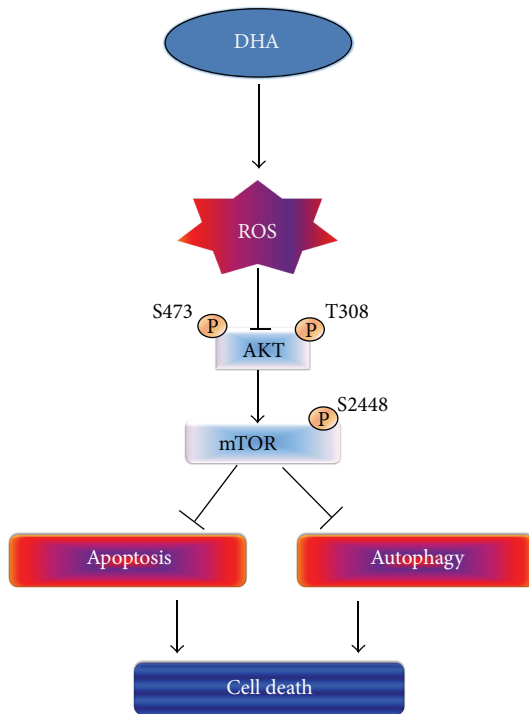 DHA
ROS
S473
P
P
T308
AKT
P
S2448
mTOR
Apoptosis
Autophagy
Cell death